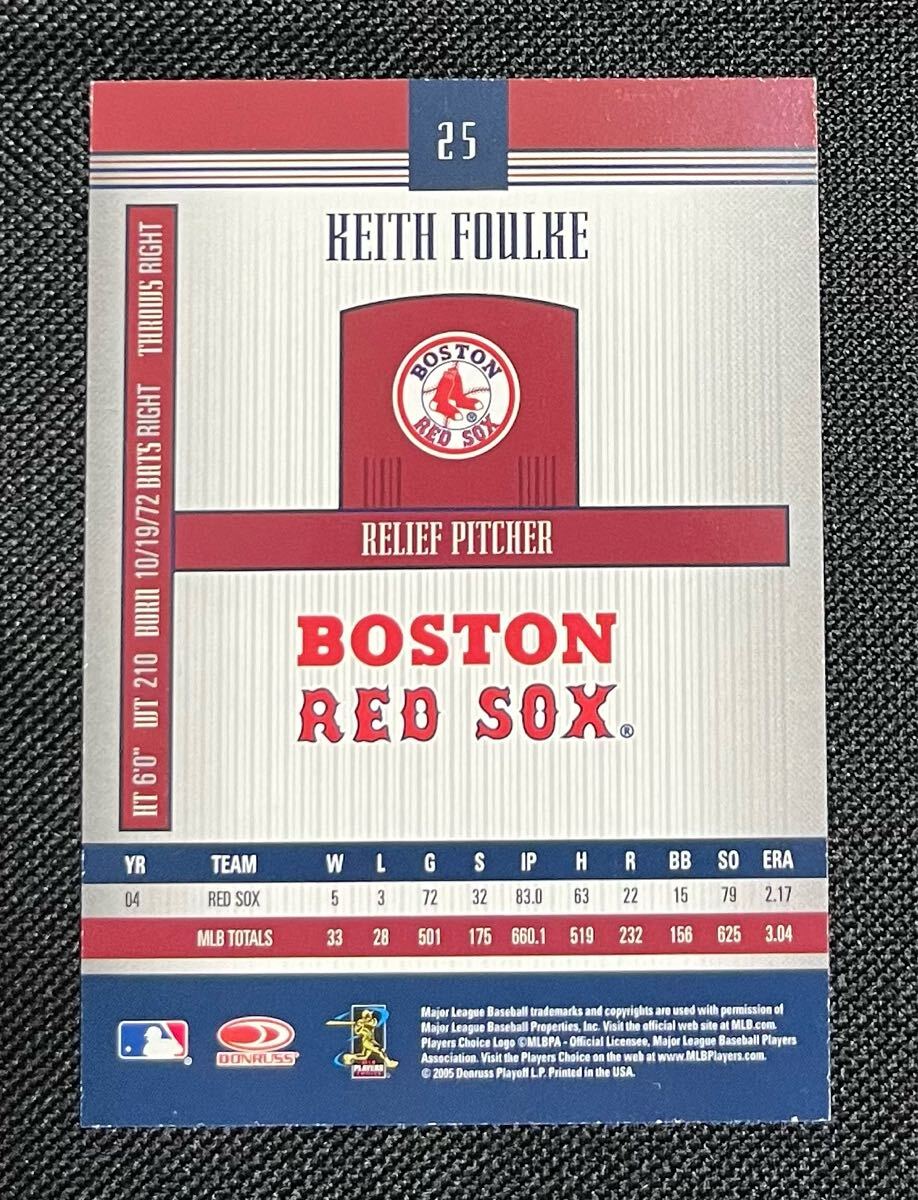 25
KEITH FOULKE
HT 6'0" WT 210 BORN 10/19/72 BATS RIGHT THROWS RIGHT
BOSTON
RED SOX
®
RELIEF PITCHER
BOSTON
RED SOX®
YR TEAM W L G S IP H R BB SO ERA
04 RED SOX 5 3 72 32 83.0 63 22 15 79 2.17
MLB TOTALS 33 28 501 175 660.1 519 232 156 625 3.04
®
DONRUSS
PLAYERS
CHOICE
Major League Baseball trademarks and copyrights are used with permission of
Major League Baseball Properties, Inc. Visit the official web site at MLB.com.
Players Choice Logo ©MLBPA - Official Licensee, Major League Baseball Players
Association. Visit the Players Choice on the web at www.MLBPlayers.com.
© 2005 Donruss Playoff L.P. Printed in the USA.